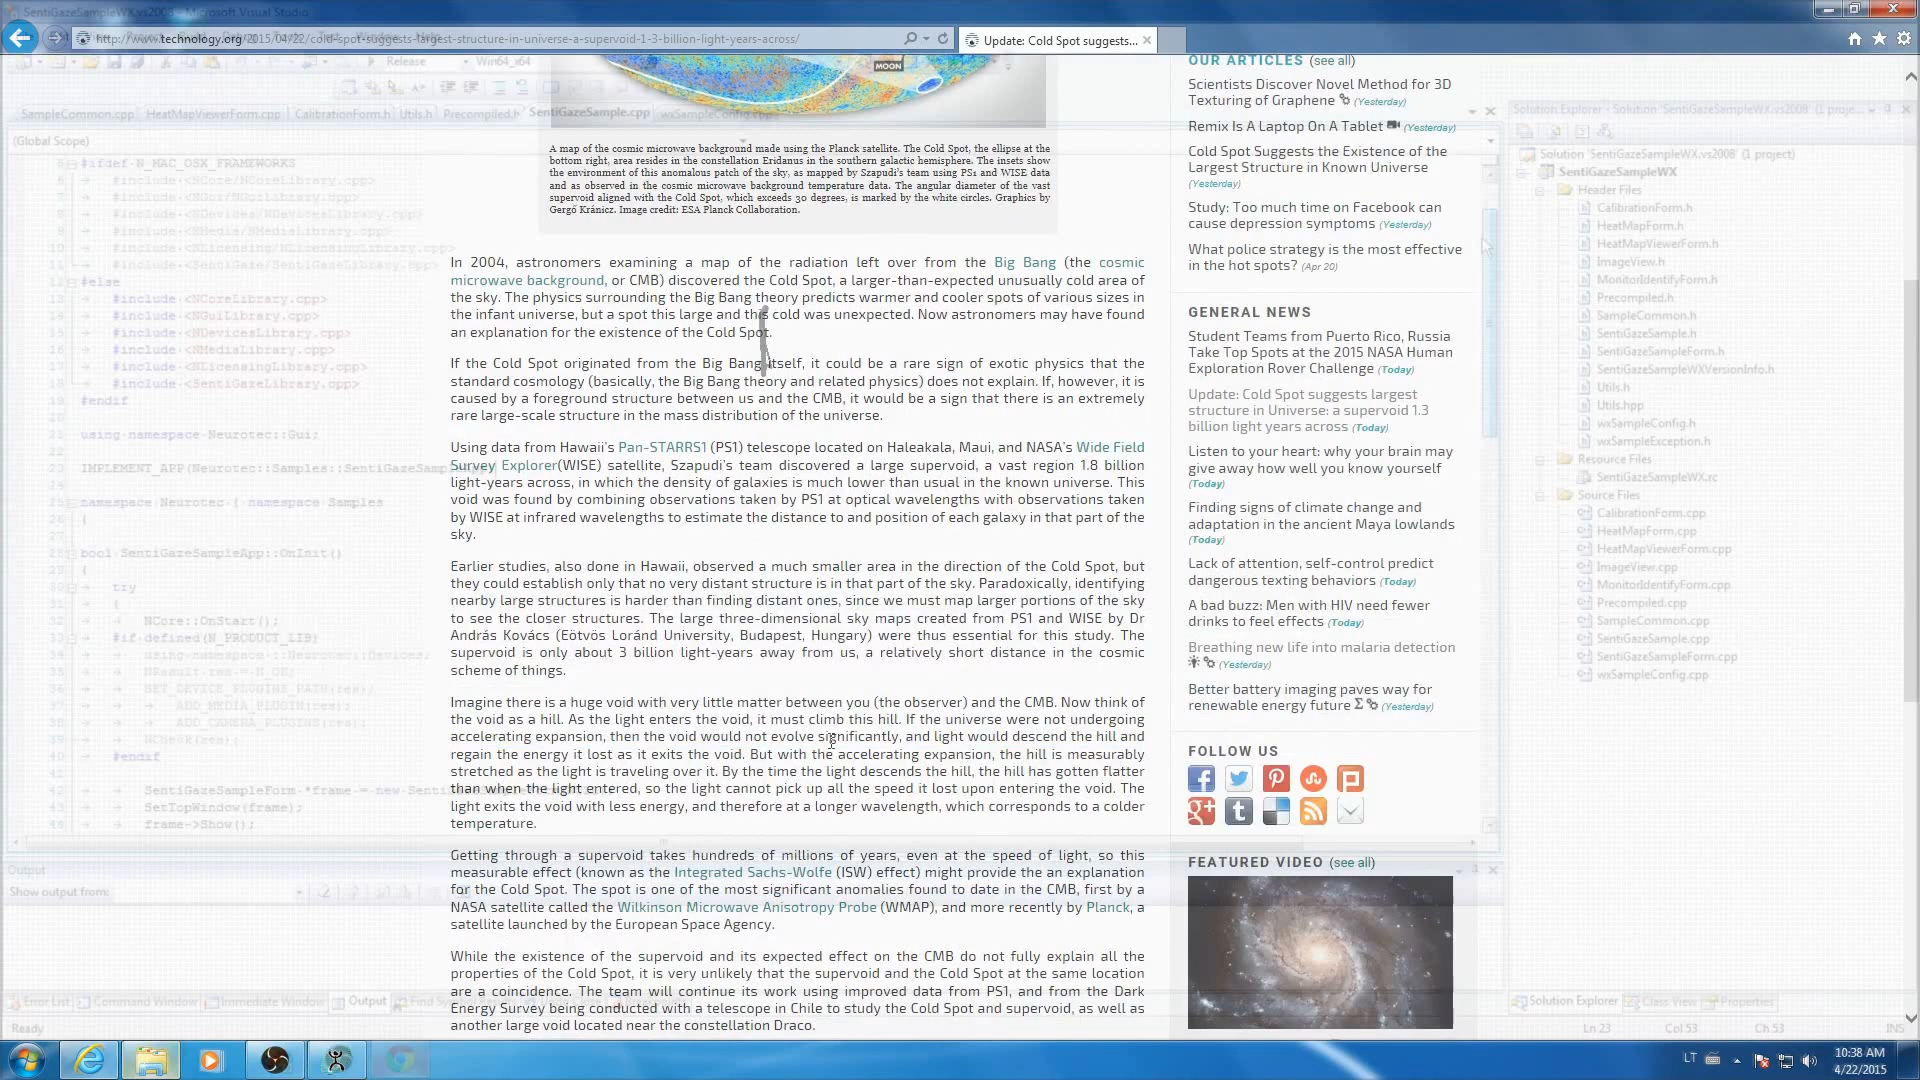 SentiGazeSampleWX.vs2008 - Microsoft Visual Studio
http://www.technology.org/2015/04/22/cold-spot-suggests-largest-structure-in-universe-a-supervoid-1-3-billion-light-years-across/
Update: Cold Spot suggests...
Release
Win64_x64
SampleCommon.cpp
HeatMapViewerForm.cpp
CalibrationForm.h
Utils.h
Precompiled.h
SentiGazeSample.cpp
wxSampleConfig.cpp
(Global Scope)
MOON
A map of the cosmic microwave background made using the Planck satellite. The Cold Spot, the ellipse at the
bottom right, area resides in the constellation Eridanus in the southern galactic hemisphere. The insets show
the environment of this anomalous patch of the sky, as mapped by Szapudi's team using PS1 and WISE data
and as observed in the cosmic microwave background temperature data. The angular diameter of the vast
supervoid aligned with the Cold Spot, which exceeds 30 degrees, is marked by the white circles. Graphics by
Gergő Kránicz. Image credit: ESA Planck Collaboration.
In 2004, astronomers examining a map of the radiation left over from the Big Bang (the cosmic
microwave background, or CMB) discovered the Cold Spot, a larger-than-expected unusually cold area of
the sky. The physics surrounding the Big Bang theory predicts warmer and cooler spots of various sizes in
the infant universe, but a spot this large and this cold was unexpected. Now astronomers may have found
an explanation for the existence of the Cold Spot.
If the Cold Spot originated from the Big Bang itself, it could be a rare sign of exotic physics that the
standard cosmology (basically, the Big Bang theory and related physics) does not explain. If, however, it is
caused by a foreground structure between us and the CMB, it would be a sign that there is an extremely
rare large-scale structure in the mass distribution of the universe.
Using data from Hawaii's Pan-STARRS1 (PS1) telescope located on Haleakala, Maui, and NASA's Wide Field
Survey Explorer(WISE) satellite, Szapudi's team discovered a large supervoid, a vast region 1.8 billion
light-years across, in which the density of galaxies is much lower than usual in the known universe. This
void was found by combining observations taken by PS1 at optical wavelengths with observations taken
by WISE at infrared wavelengths to estimate the distance to and position of each galaxy in that part of the
sky.
Earlier studies, also done in Hawaii, observed a much smaller area in the direction of the Cold Spot, but
they could establish only that no very distant structure is in that part of the sky. Paradoxically, identifying
nearby large structures is harder than finding distant ones, since we must map larger portions of the sky
to see the closer structures. The large three-dimensional sky maps created from PS1 and WISE by Dr
András Kovács (Eötvös Loránd University, Budapest, Hungary) were thus essential for this study. The
supervoid is only about 3 billion light-years away from us, a relatively short distance in the cosmic
scheme of things.
Imagine there is a huge void with very little matter between you (the observer) and the CMB. Now think of
the void as a hill. As the light enters the void, it must climb this hill. If the universe were not undergoing
accelerating expansion, then the void would not evolve significantly, and light would descend the hill and
regain the energy it lost as it exits the void. But with the accelerating expansion, the hill is measurably
stretched as the light is traveling over it. By the time the light descends the hill, the hill has gotten flatter
than when the light entered, so the light cannot pick up all the speed it lost upon entering the void. The
light exits the void with less energy, and therefore at a longer wavelength, which corresponds to a colder
temperature.
Getting through a supervoid takes hundreds of millions of years, even at the speed of light, so this
measurable effect (known as the Integrated Sachs-Wolfe (ISW) effect) might provide the an explanation
for the Cold Spot. The spot is one of the most significant anomalies found to date in the CMB, first by a
NASA satellite called the Wilkinson Microwave Anisotropy Probe (WMAP), and more recently by Planck, a
satellite launched by the European Space Agency.
While the existence of the supervoid and its expected effect on the CMB do not fully explain all the
properties of the Cold Spot, it is very unlikely that the supervoid and the Cold Spot at the same location
are a coincidence. The team will continue its work using improved data from PS1, and from the Dark
Energy Survey being conducted with a telescope in Chile to study the Cold Spot and supervoid, as well as
another large void located near the constellation Draco.
OUR ARTICLES (see all)
Scientists Discover Novel Method for 3D
Texturing of Graphene (Yesterday)
Remix Is A Laptop On A Tablet (Yesterday)
Cold Spot Suggests the Existence of the
Largest Structure in Known Universe
(Yesterday)
Study: Too much time on Facebook can
cause depression symptoms (Yesterday)
What police strategy is the most effective
in the hot spots? (Apr 20)
GENERAL NEWS
Student Teams from Puerto Rico, Russia
Take Top Spots at the 2015 NASA Human
Exploration Rover Challenge (Today)
Update: Cold Spot suggests largest
structure in Universe: a supervoid 1.3
billion light years across (Today)
Listen to your heart: why your brain may
give away how well you know yourself
(Today)
Finding signs of climate change and
adaptation in the ancient Maya lowlands
(Today)
Lack of attention, self-control predict
dangerous texting behaviors (Today)
A bad buzz: Men with HIV need fewer
drinks to feel effects (Today)
Breathing new life into malaria detection
(Yesterday)
Better battery imaging paves way for
renewable energy future Σ (Yesterday)
FOLLOW US
FEATURED VIDEO (see all)
#ifdef N_MAC_OSX_FRAMEWORKS
#include <NCore/NCoreLibrary.cpp>
#include <NGui/NGuiLibrary.cpp>
#include <NDevices/NDevicesLibrary.cpp>
#include <NMedia/NMediaLibrary.cpp>
#include <NLicensing/NLicensingLibrary.cpp>
#include <SentiGaze/SentiGazeLibrary.cpp>
#else
#include <NCoreLibrary.cpp>
#include <NGuiLibrary.cpp>
#include <NDevicesLibrary.cpp>
#include <NMediaLibrary.cpp>
#include <NLicensingLibrary.cpp>
#include <SentiGazeLibrary.cpp>
#endif
using namespace Neurotec::Gui;
IMPLEMENT_APP(Neurotec::Samples::SentiGazeSample
namespace Neurotec { namespace Samples
{
bool SentiGazeSampleApp::OnInit()
{
try
{
NCore::OnStart();
#if defined(N_PRODUCT_LIB)
using namespace ::Neurotec::Devices;
NResult res = N_OK;
SET_DEVICE_PLUGINS_PATH(res);
ADD_MEDIA_PLUGIN(res);
ADD_CAMERA_PLUGINS(res);
NCheck(res);
#endif
SentiGazeSampleForm *frame = new Senti
SetTopWindow(frame);
frame->Show();
Output
Show output from:
Error List
Command Window
Immediate Window
Output
Ready
Solution Explorer - Solution 'SentiGazeSampleWX.vs2008' (1 proje...
Solution 'SentiGazeSampleWX.vs2008' (1 project)
SentiGazeSampleWX
Header Files
CalibrationForm.h
HeatMapForm.h
HeatMapViewerForm.h
ImageView.h
MonitorIdentifyForm.h
Precompiled.h
SampleCommon.h
SentiGazeSample.h
SentiGazeSampleForm.h
SentiGazeSampleWXVersionInfo.h
Utils.h
Utils.hpp
wxSampleConfig.h
wxSampleException.h
Resource Files
SentiGazeSampleWX.rc
Source Files
CalibrationForm.cpp
HeatMapForm.cpp
HeatMapViewerForm.cpp
ImageView.cpp
MonitorIdentifyForm.cpp
Precompiled.cpp
SampleCommon.cpp
SentiGazeSample.cpp
SentiGazeSampleForm.cpp
wxSampleConfig.cpp
Solution Explorer
Class View
Properties
Ln 23
Col 53
Ch 53
INS
LT
10:38 AM
4/22/2015